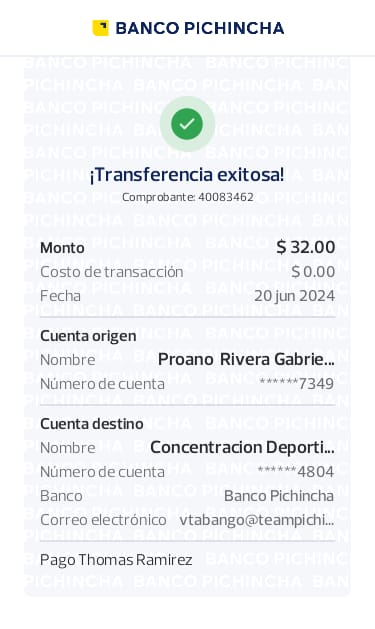 BANCO PICHINCHA
¡Transferencia exitosa!
Comprobante: 40083462
Monto $ 32.00
Costo de transacción $ 0.00
Fecha 20 jun 2024
Cuenta origen
Nombre Proano Rivera Gabrie...
Número de cuenta ******7349
Cuenta destino
Nombre Concentracion Deporti...
Número de cuenta ******4804
Banco Banco Pichincha
Correo electrónico vtabango@teampichi...
Pago Thomas Ramirez